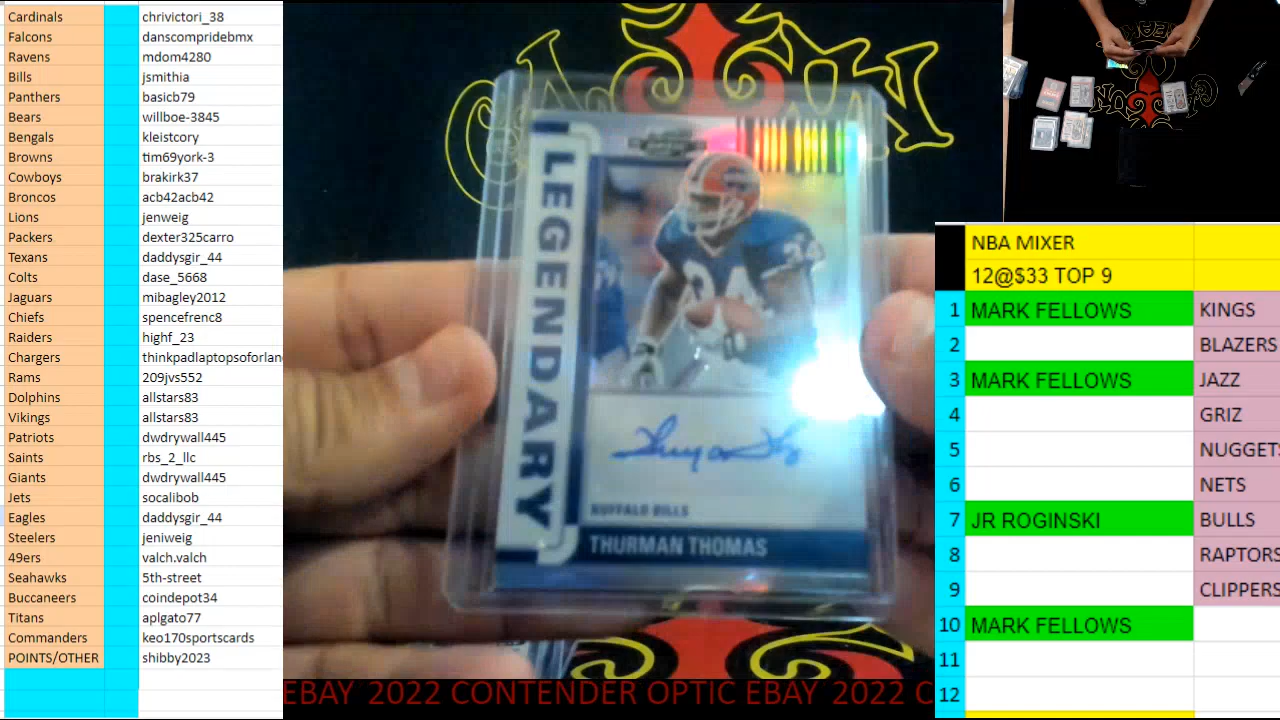 Cardinals chrivictori_38
Falcons danscompridebmx
Ravens mdom4280
Bills jsmithia
Panthers basicb79
Bears willboe-3845
Bengals kleistcory
Browns tim69york-3
Cowboys brakirk37
Broncos acb42acb42
Lions jenweig
Packers dexter325carro
Texans daddysgir_44
Colts dase_5668
Jaguars mibagley2012
Chiefs spencefrenc8
Raiders highf_23
Chargers thinkpadlaptopsoforlan
Rams 209jvs552
Dolphins allstars83
Vikings allstars83
Patriots dwdrywall445
Saints rbs_2_llc
Giants dwdrywall445
Jets socalibob
Eagles daddysgir_44
Steelers jeniweig
49ers valch.valch
Seahawks 5th-street
Buccaneers coindepot34
Titans aplgato77
Commanders keo170sportscards
POINTS/OTHER shibby2023
LEGENDARY
34
BUFFALO BILLS
THURMAN THOMAS
EBAY 2022 CONTENDER OPTIC EBAY 2022 C
NBA MIXER
12@$33 TOP 9
1 MARK FELLOWS KINGS
2 BLAZERS
3 MARK FELLOWS JAZZ
4 GRIZ
5 NUGGET
6 NETS
7 JR ROGINSKI BULLS
8 RAPTORS
9 CLIPPERS
10 MARK FELLOWS
11
12